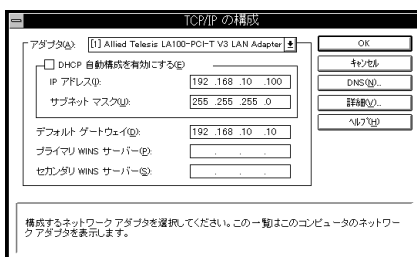 TCP/IP の構成
アダプタ(A): [1] Allied Telesis LA100-PCI-T V3 LAN Adapter
DHCP 自動構成を有効にする(E)
IP アドレス(I): 192 .168 .10 .100
サブネット マスク(U): 255 .255 .255 .0
デフォルト ゲートウェイ(D): 192 .168 .10 .10
プライマリ WINS サーバー(P): . . .
セカンダリ WINS サーバー(S): . . .
OK
キャンセル
DNS(N)...
詳細(V)...
ヘルプ(H)
構成するネットワーク アダプタを選択してください。この一覧はこのコンピュータのネットワー
ク アダプタを表示します。